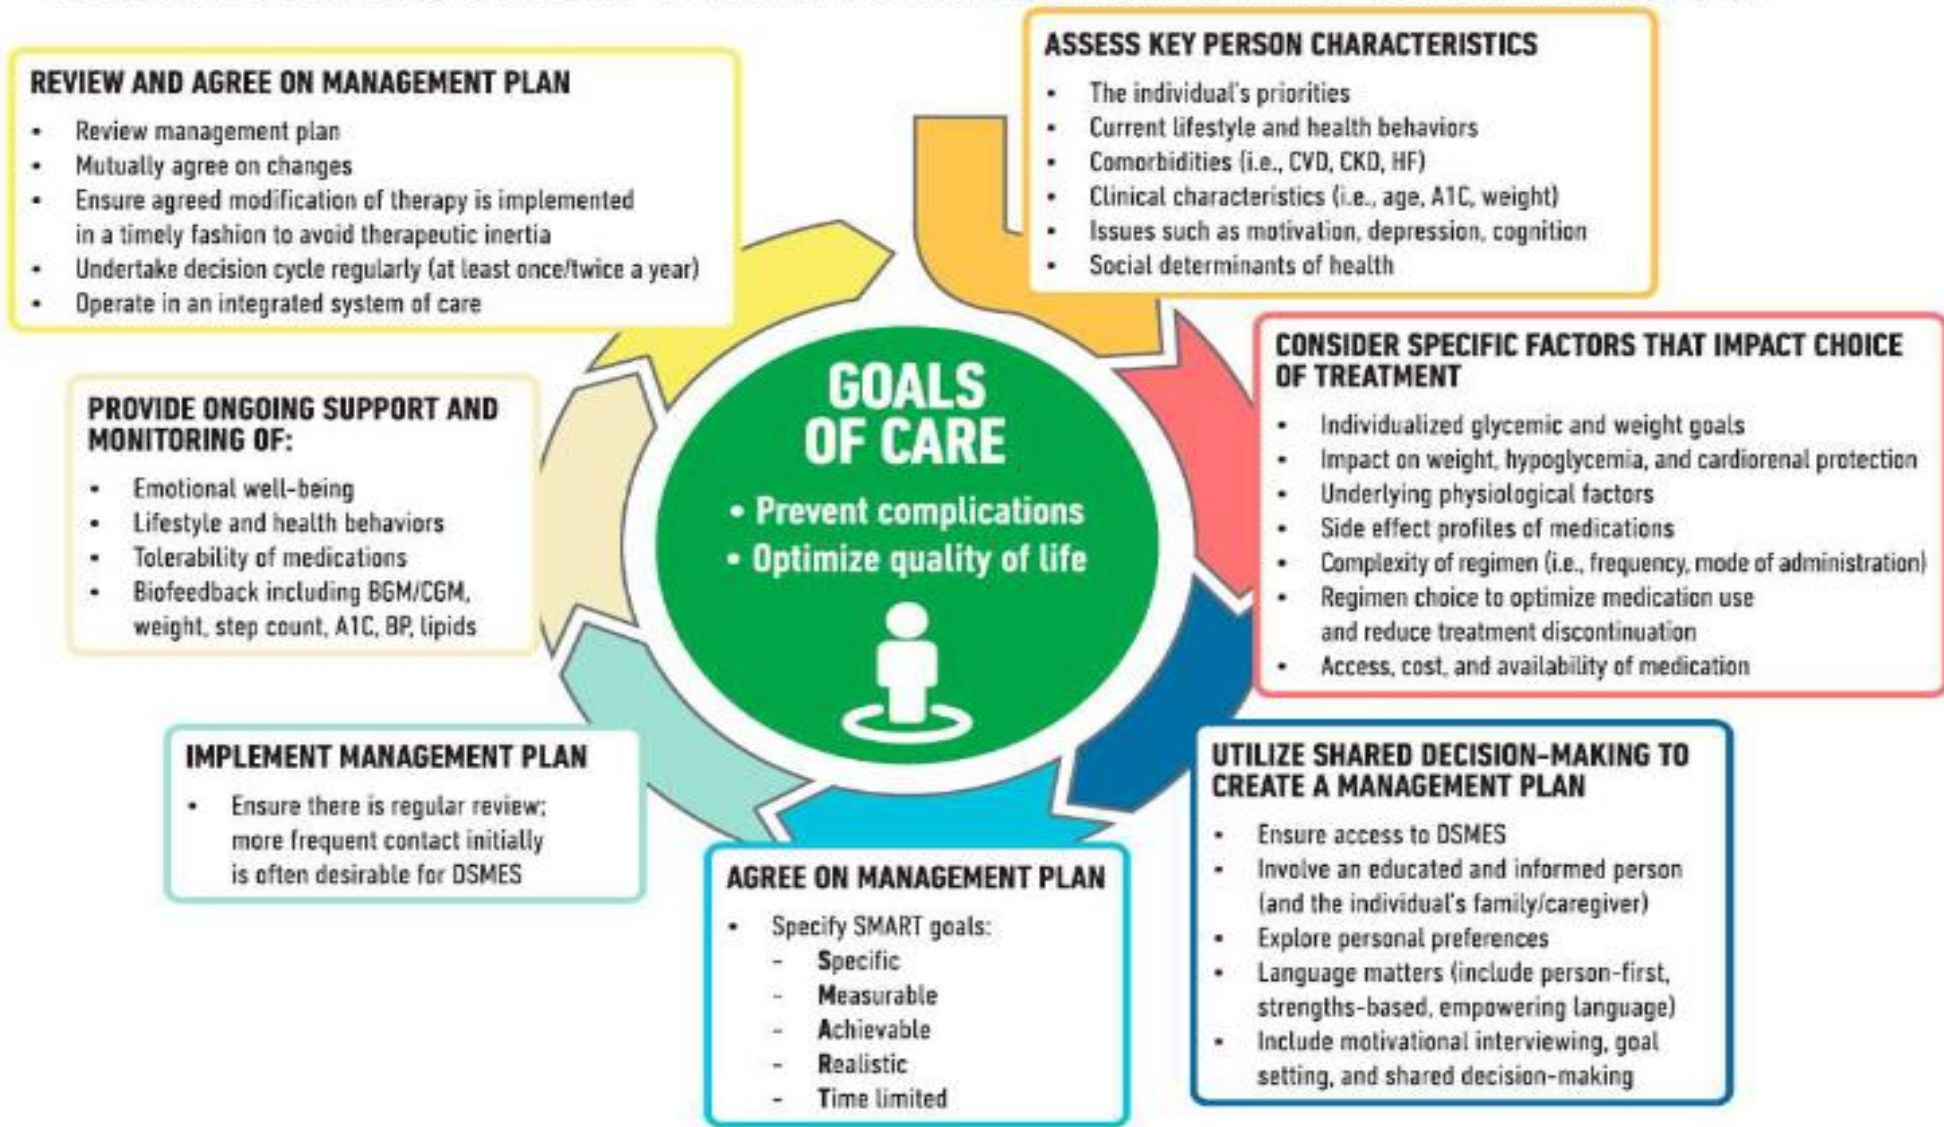 ASSESS KEY PERSON CHARACTERISTICS
• The individual's priorities
• Current lifestyle and health behaviors
• Comorbidities (i.e., CVD, CKD, HF)
• Clinical characteristics (i.e., age, A1C, weight)
• Issues such as motivation, depression, cognition
• Social determinants of health
CONSIDER SPECIFIC FACTORS THAT IMPACT CHOICE
OF TREATMENT
• Individualized glycemic and weight goals
• Impact on weight, hypoglycemia, and cardiorenal protection
• Underlying physiological factors
• Side effect profiles of medications
• Complexity of regimen (i.e., frequency, mode of administration)
• Regimen choice to optimize medication use
and reduce treatment discontinuation
• Access, cost, and availability of medication
UTILIZE SHARED DECISION-MAKING TO
CREATE A MANAGEMENT PLAN
• Ensure access to DSMES
• Involve an educated and informed person
(and the individual's family/caregiver)
• Explore personal preferences
• Language matters (include person-first,
strengths-based, empowering language)
• Include motivational interviewing, goal
setting, and shared decision-making
AGREE ON MANAGEMENT PLAN
• Specify SMART goals:
- Specific
- Measurable
- Achievable
- Realistic
- Time limited
IMPLEMENT MANAGEMENT PLAN
• Ensure there is regular review;
more frequent contact initially
is often desirable for DSMES
PROVIDE ONGOING SUPPORT AND
MONITORING OF:
• Emotional well-being
• Lifestyle and health behaviors
• Tolerability of medications
• Biofeedback including BGM/CGM,
weight, step count, A1C, BP, lipids
REVIEW AND AGREE ON MANAGEMENT PLAN
• Review management plan
• Mutually agree on changes
• Ensure agreed modification of therapy is implemented
in a timely fashion to avoid therapeutic inertia
• Undertake decision cycle regularly (at least once/twice a year)
• Operate in an integrated system of care
GOALS
OF CARE
• Prevent complications
• Optimize quality of life